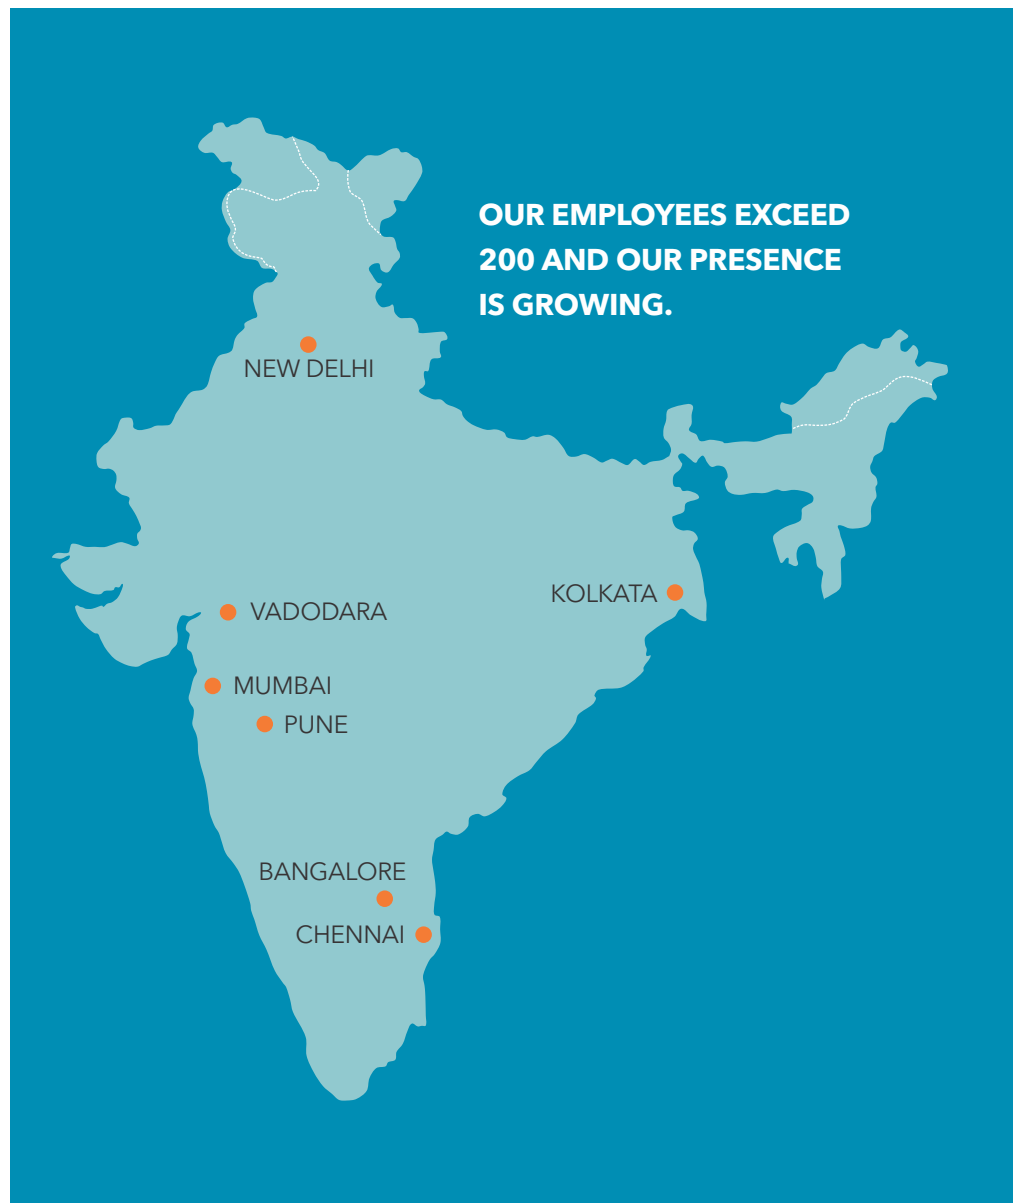 OUR EMPLOYEES EXCEED
200 AND OUR PRESENCE
IS GROWING.
NEW DELHI
KOLKATA
VADODARA
MUMBAI
PUNE
BANGALORE
CHENNAI